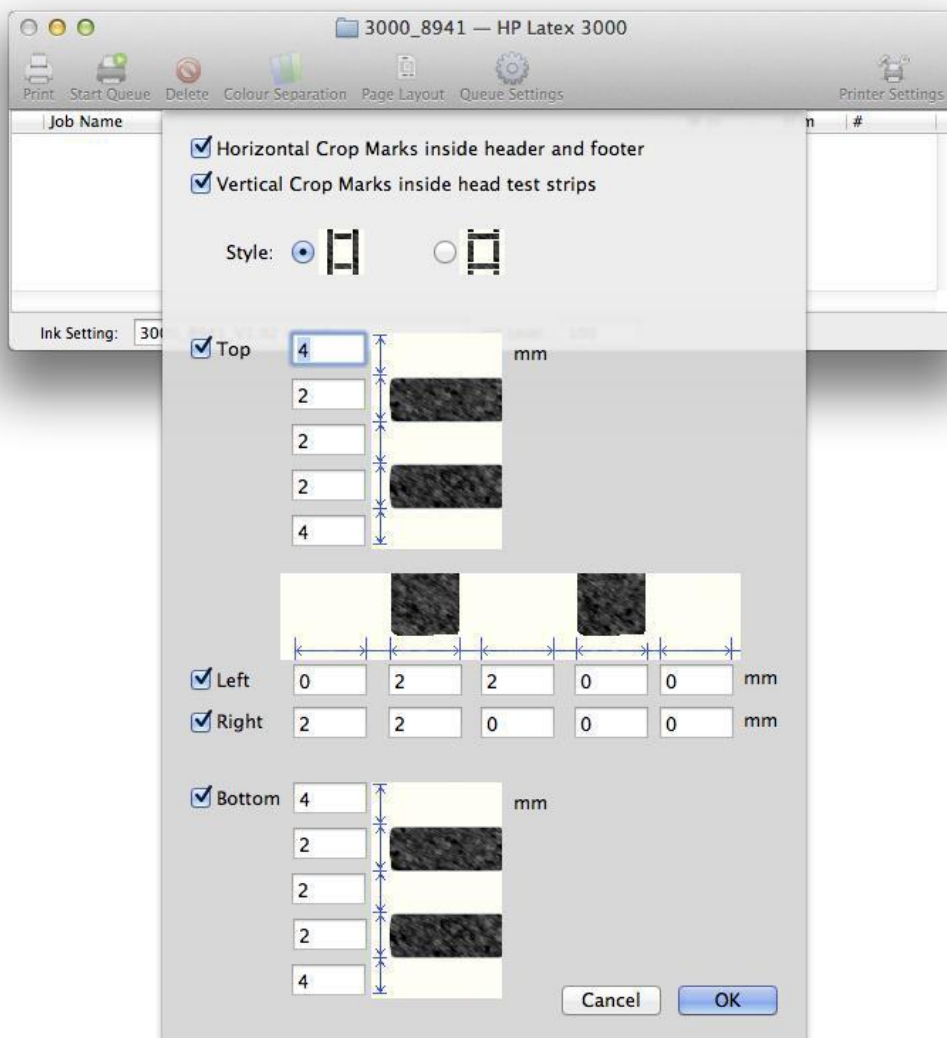 3000_8941 — HP Latex 3000
Print Start Queue Delete Colour Separation Page Layout Queue Settings Printer Settings
Job Name m #
Horizontal Crop Marks inside header and footer
Vertical Crop Marks inside head test strips
Style:
Ink Setting: 300
Top 4 mm
2
2
2
4
Left 0 2 2 0 0 mm
Right 2 2 0 0 0 mm
Bottom 4 mm
2
2
2
4
Cancel OK